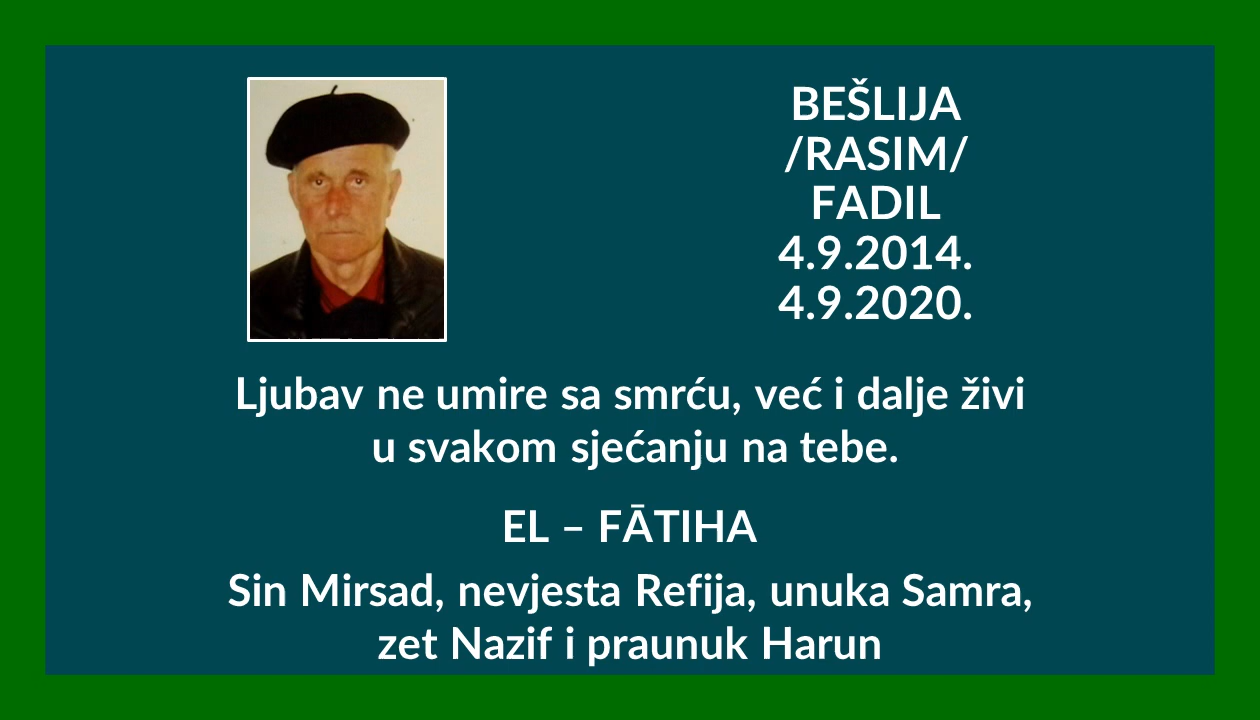 BEŠLIJA
/RASIM/
FADIL
4.9.2014.
4.9.2020.
Ljubav ne umire sa smrću, već i dalje živi
u svakom sjećanju na tebe.
EL – FĀTIHA
Sin Mirsad, nevjesta Refija, unuka Samra,
zet Nazif i praunuk Harun